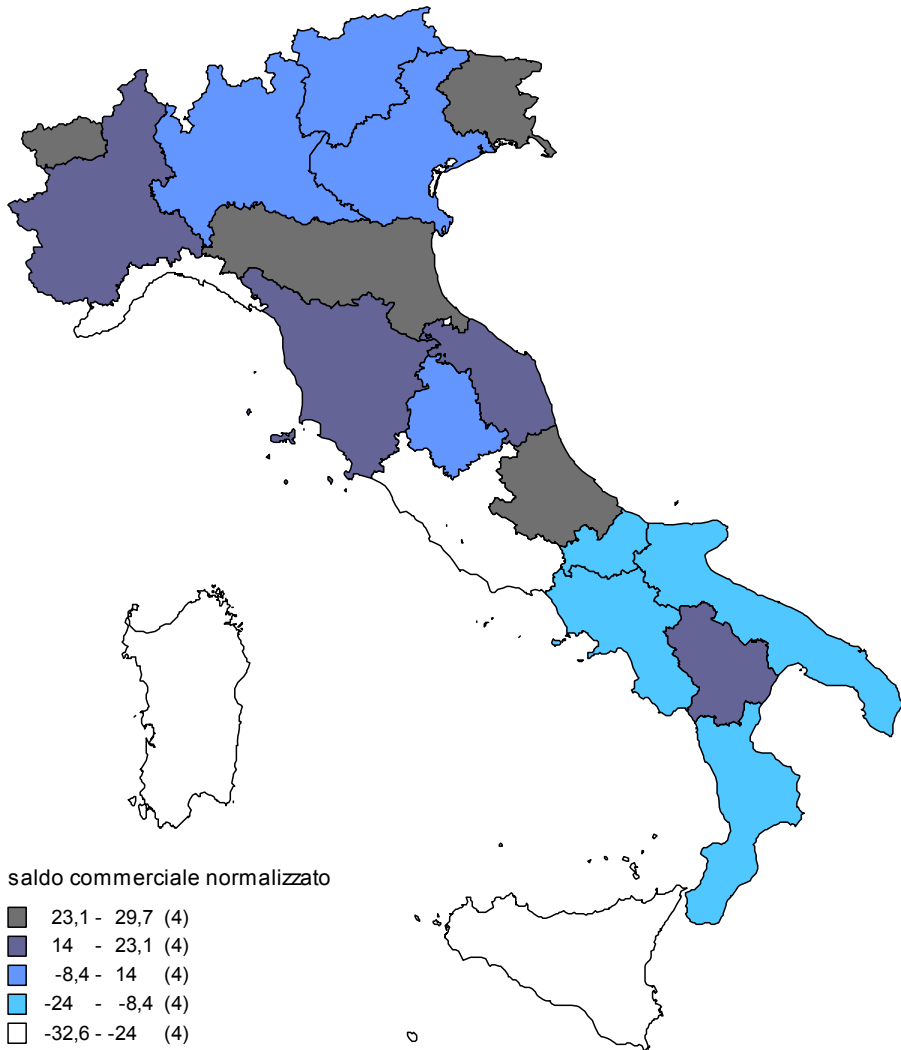 saldo commerciale normalizzato
23,1 - 29,7 (4)
14 - 23,1 (4)
-8,4 - 14 (4)
-24 - -8,4 (4)
-32,6 - -24 (4)